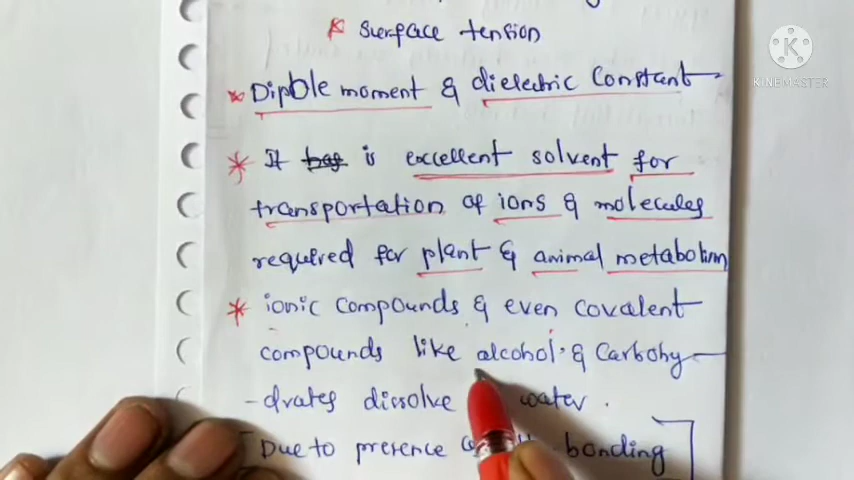 * Surface tension
* Dipole moment & dielectric Constant
K
KINEMASTER
* It has is excellent solvent for
transportation of ions & molecules
required for plant & animal metabolism
* ionic compounds & even covalent
compounds like alcohol & Carbohy-
-drates dissolve water.
[Due to presence bonding]